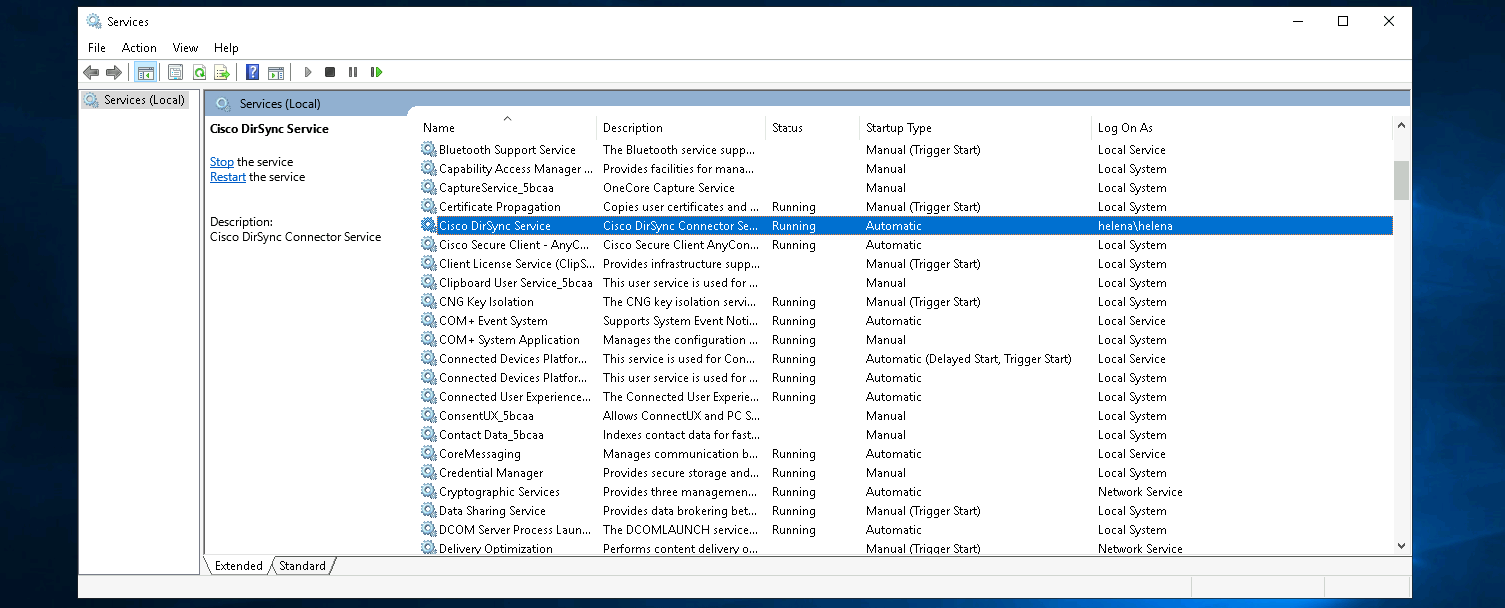 Services
File Action View Help
Services (Local)
Services (Local)
Cisco DirSync Service
Stop the service
Restart the service
Description:
Cisco DirSync Connector Service
Name Description Status Startup Type Log On As
Bluetooth Support Service The Bluetooth service supp... Manual (Trigger Start) Local Service
Capability Access Manager ... Provides facilities for mana... Manual Local System
CaptureService_5bcaa OneCore Capture Service Manual Local System
Certificate Propagation Copies user certificates and ... Running Manual (Trigger Start) Local System
Cisco DirSync Service Cisco DirSync Connector Se... Running Automatic helena\helena
Cisco Secure Client - AnyC... Cisco Secure Client AnyCon... Running Automatic Local System
Client License Service (ClipS... Provides infrastructure supp... Manual (Trigger Start) Local System
Clipboard User Service_5bcaa This user service is used for ... Manual Local System
CNG Key Isolation The CNG key isolation servi... Running Manual (Trigger Start) Local System
COM+ Event System Supports System Event Noti... Running Automatic Local Service
COM+ System Application Manages the configuration ... Running Manual Local System
Connected Devices Platfor... This service is used for Con... Running Automatic (Delayed Start, Trigger Start) Local Service
Connected Devices Platfor... This user service is used for ... Running Automatic Local System
Connected User Experience... The Connected User Experie... Running Automatic Local System
ConsentUX_5bcaa Allows ConnectUX and PC S... Manual Local System
Contact Data_5bcaa Indexes contact data for fast... Manual Local System
CoreMessaging Manages communication b... Running Automatic Local Service
Credential Manager Provides secure storage and... Running Manual Local System
Cryptographic Services Provides three managemen... Running Automatic Network Service
Data Sharing Service Provides data brokering bet... Running Manual (Trigger Start) Local System
DCOM Server Process Laun... The DCOMLAUNCH service... Running Automatic Local System
Delivery Optimization Performs content delivery o... Manual (Trigger Start) Network Service
Extended Standard